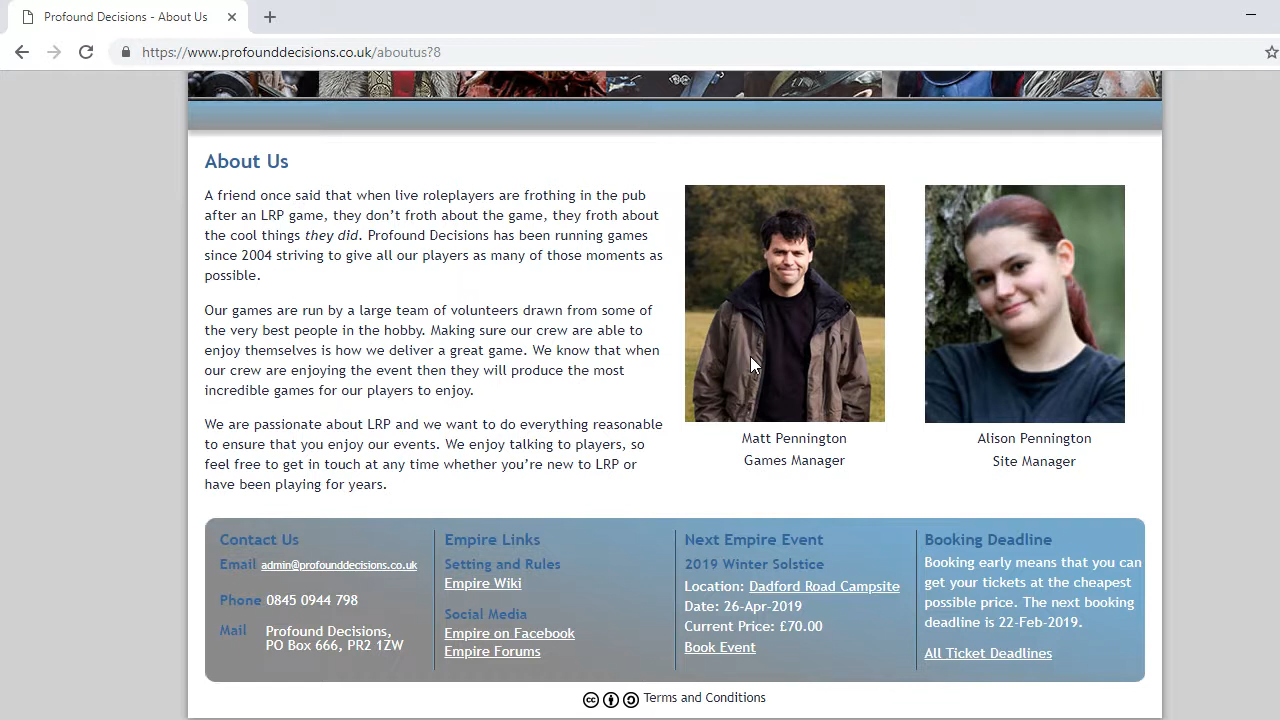 Profound Decisions - About Us
https://www.profounddecisions.co.uk/aboutus?8
About Us
A friend once said that when live roleplayers are frothing in the pub
after an LRP game, they don’t froth about the game, they froth about
the cool things they did. Profound Decisions has been running games
since 2004 striving to give all our players as many of those moments as
possible.
Our games are run by a large team of volunteers drawn from some of
the very best people in the hobby. Making sure our crew are able to
enjoy themselves is how we deliver a great game. We know that when
our crew are enjoying the event then they will produce the most
incredible games for our players to enjoy.
We are passionate about LRP and we want to do everything reasonable
to ensure that you enjoy our events. We enjoy talking to players, so
feel free to get in touch at any time whether you’re new to LRP or
have been playing for years.
Matt Pennington
Games Manager
Alison Pennington
Site Manager
Contact Us
Email admin@profounddecisions.co.uk
Phone 0845 0944 798
Mail Profound Decisions,
PO Box 666, PR2 1ZW
Empire Links
Setting and Rules
Empire Wiki
Social Media
Empire on Facebook
Empire Forums
Next Empire Event
2019 Winter Solstice
Location: Dadford Road Campsite
Date: 26-Apr-2019
Current Price: £70.00
Book Event
Booking Deadline
Booking early means that you can
get your tickets at the cheapest
possible price. The next booking
deadline is 22-Feb-2019.
All Ticket Deadlines
Terms and Conditions